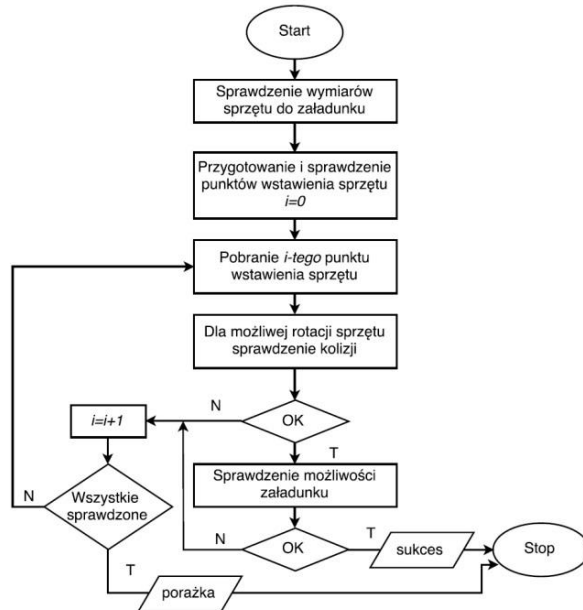 Start
Sprawdzenie wymiarów
sprzętu do załadunku
Przygotowanie i sprawdzenie
punktów wstawienia sprzętu
i=0
Pobranie i-tego punktu
wstawienia sprzętu
Dla możliwej rotacji sprzętu
sprawdzenie kolizji
N
OK
i=i+1
T
Sprawdzenie możliwości
załadunku
N
Wszystkie
sprawdzone
N
OK
T
sukces
Stop
T
porażka